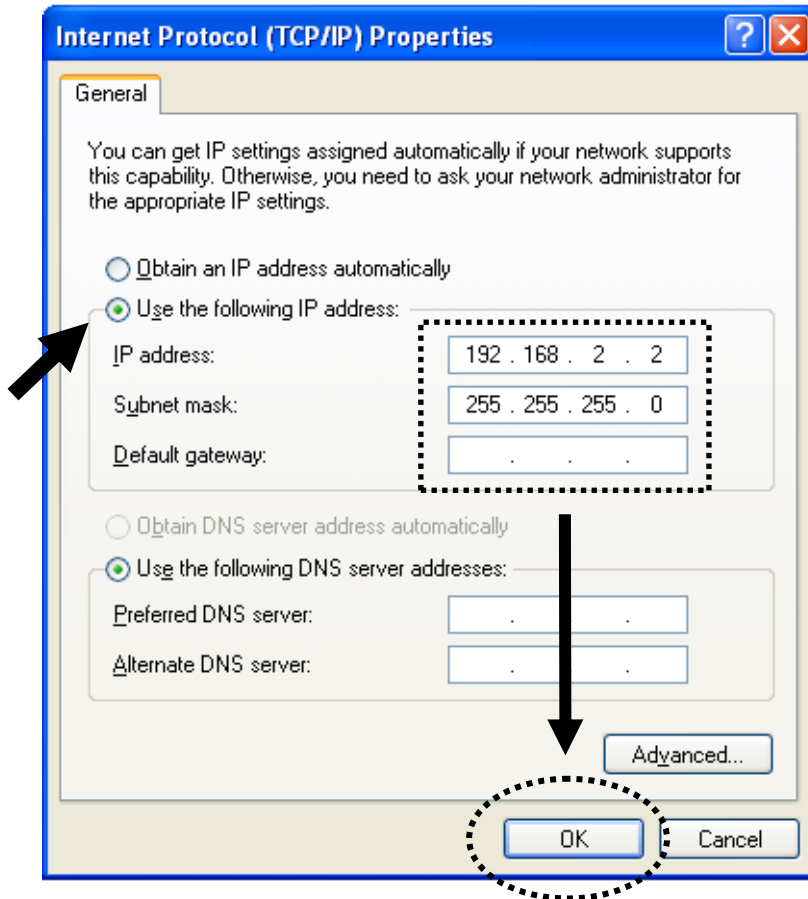 Internet Protocol (TCP/IP) Properties
General
You can get IP settings assigned automatically if your network supports
this capability. Otherwise, you need to ask your network administrator for
the appropriate IP settings.
Obtain an IP address automatically
Use the following IP address:
IP address: 192 . 168 . 2 . 2
Subnet mask: 255 . 255 . 255 . 0
Default gateway: . . .
Obtain DNS server address automatically
Use the following DNS server addresses:
Preferred DNS server: . . .
Alternate DNS server: . . .
Advanced...
OK Cancel